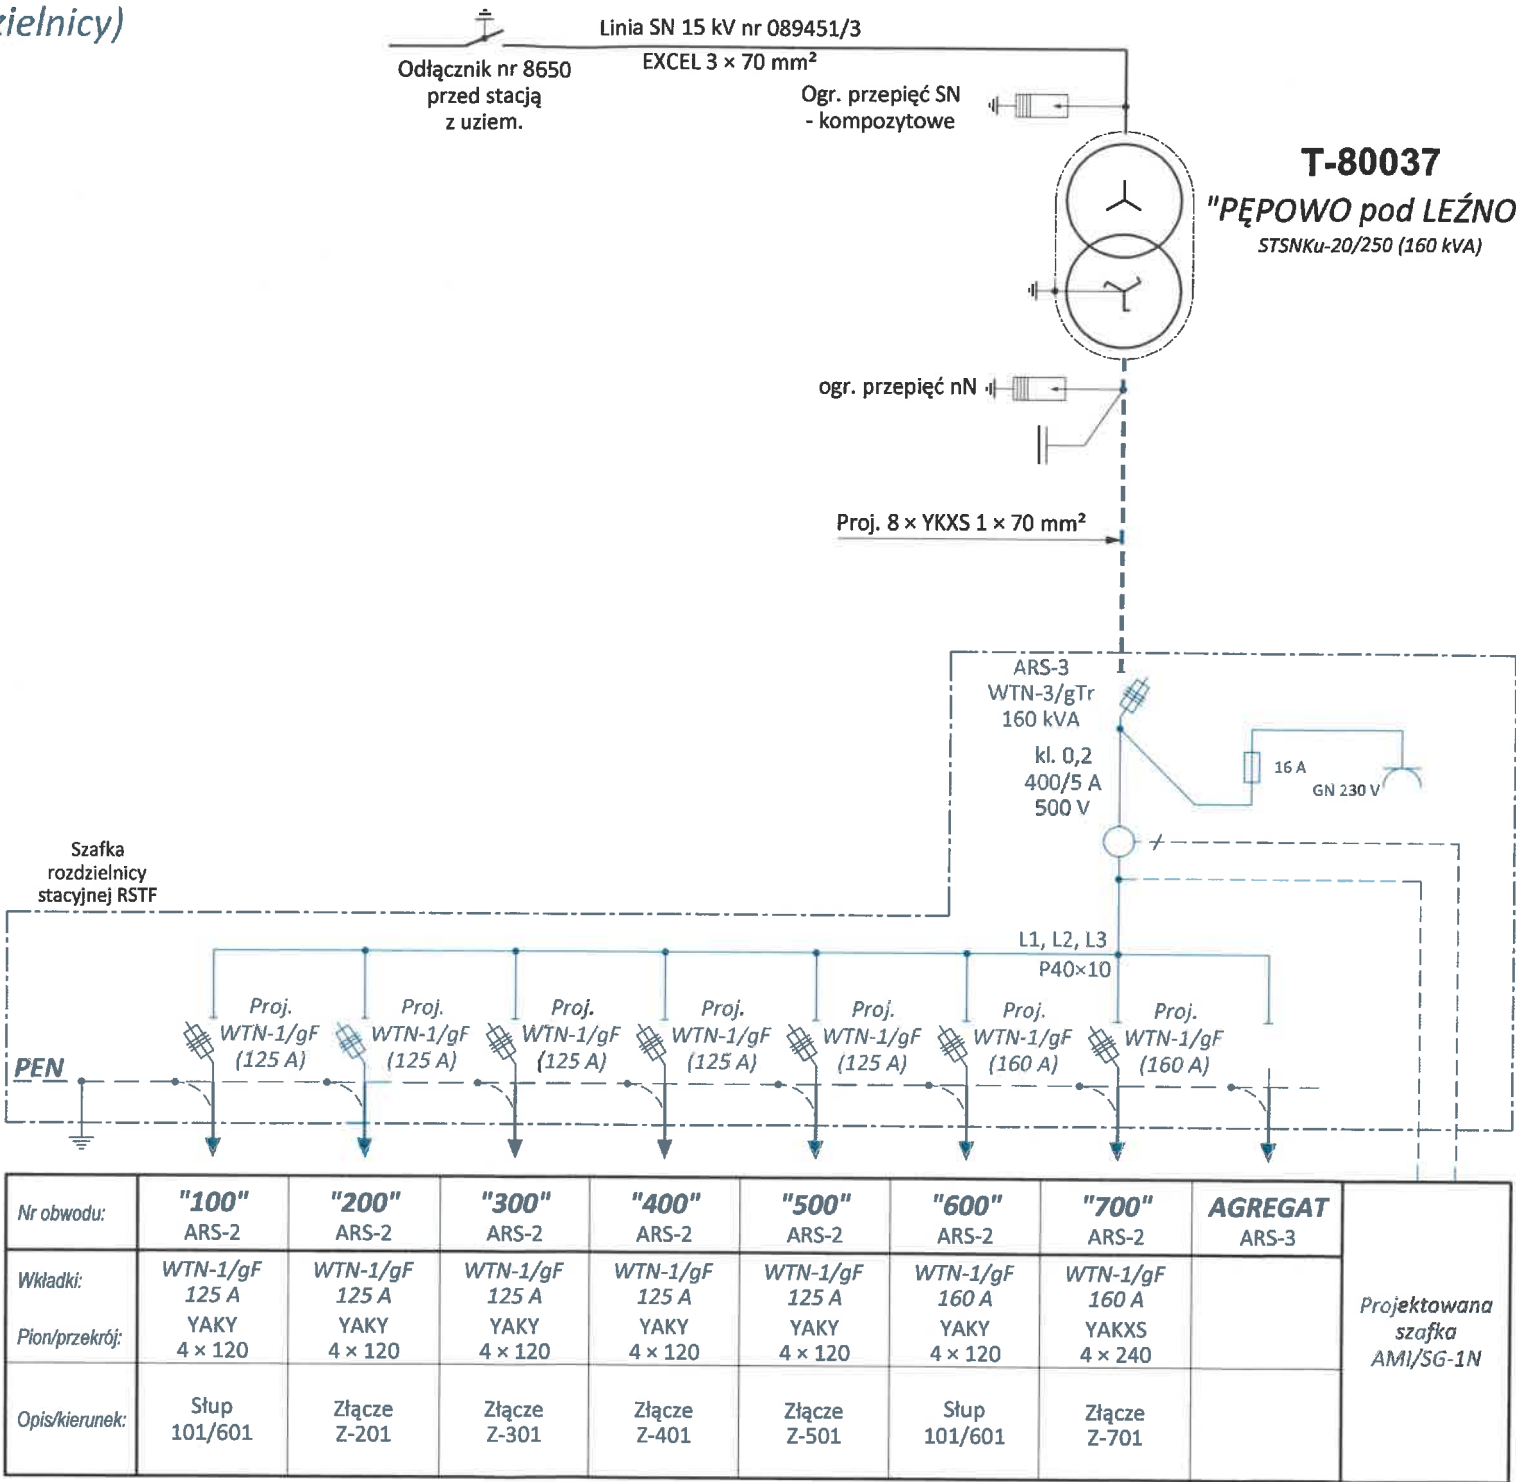 zielnicy)
Linia SN 15 kV nr 089451/3
EXCEL 3 × 70 mm²
Odłącznik nr 8650
przed stacją
z uziem.
Ogr. przepięć SN
- kompozytowe
T-80037
"PĘPOWO pod LEŹNO
STSNKu-20/250 (160 kVA)
ogr. przepięć nN
Proj. 8 × YKXS 1 × 70 mm²
ARS-3
WTN-3/gTr
160 kVA
kl. 0,2
400/5 A
500 V
16 A
GN 230 V
Szafka
rozdzielnicy
stacyjnej RSTF
L1, L2, L3
P40×10
Proj.
WTN-1/gF
(125 A)
Proj.
WTN-1/gF
(125 A)
Proj.
WTN-1/gF
(125 A)
Proj.
WTN-1/gF
(125 A)
Proj.
WTN-1/gF
(125 A)
Proj.
WTN-1/gF
(160 A)
Proj.
WTN-1/gF
(160 A)
PEN
Nr obwodu:
"100"
ARS-2
"200"
ARS-2
"300"
ARS-2
"400"
ARS-2
"500"
ARS-2
"600"
ARS-2
"700"
ARS-2
AGREGAT
ARS-3
Wkładki:
WTN-1/gF
125 A
WTN-1/gF
125 A
WTN-1/gF
125 A
WTN-1/gF
125 A
WTN-1/gF
125 A
WTN-1/gF
160 A
WTN-1/gF
160 A
Pion/przekrój:
YAKY
4 × 120
YAKY
4 × 120
YAKY
4 × 120
YAKY
4 × 120
YAKY
4 × 120
YAKY
4 × 120
YAKXS
4 × 240
Opis/kierunek:
Słup
101/601
Złącze
Z-201
Złącze
Z-301
Złącze
Z-401
Złącze
Z-501
Słup
101/601
Złącze
Z-701
Projektowana
szafka
AMI/SG-1N